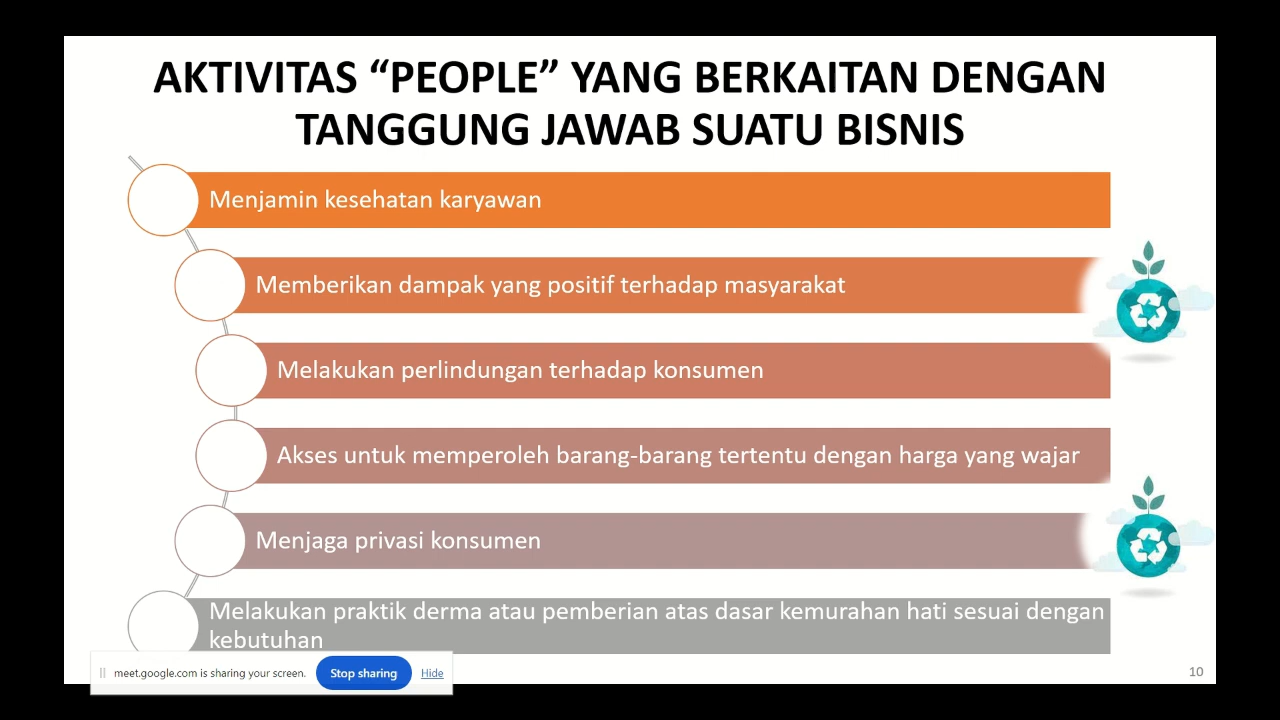 AKTIVITAS “PEOPLE” YANG BERKAITAN DENGAN
TANGGUNG JAWAB SUATU BISNIS
Menjamin kesehatan karyawan
Memberikan dampak yang positif terhadap masyarakat
Melakukan perlindungan terhadap konsumen
Akses untuk memperoleh barang-barang tertentu dengan harga yang wajar
Menjaga privasi konsumen
Melakukan praktik derma atau pemberian atas dasar kemurahan hati sesuai dengan
kebutuhan
meet.google.com is sharing your screen. Stop sharing Hide
10